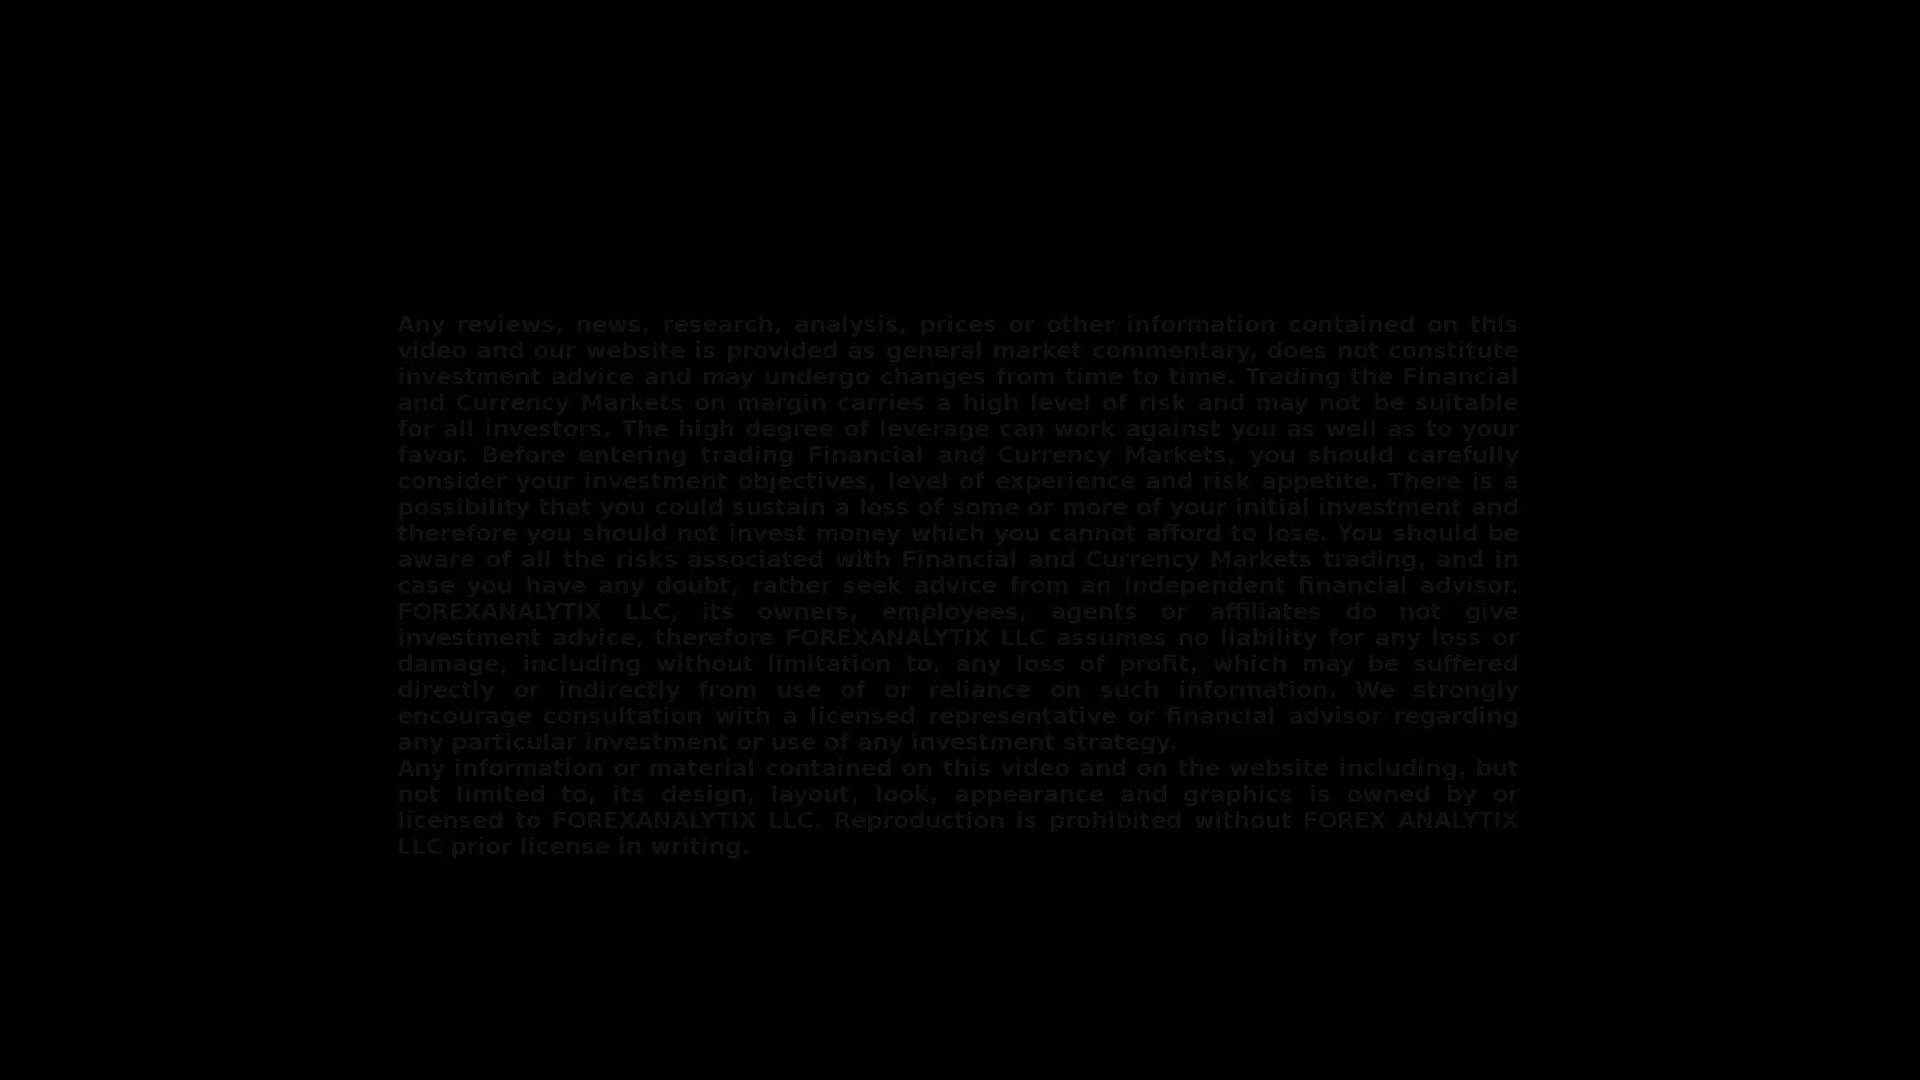 Any reviews, news, research, analysis, prices or other information contained on this
video and our website is provided as general market commentary, does not constitute
investment advice and may undergo changes from time to time. Trading the Financial
and Currency Markets on margin carries a high level of risk and may not be suitable
for all investors. The high degree of leverage can work against you as well as to your
favor. Before entering trading Financial and Currency Markets, you should carefully
consider your investment objectives, level of experience and risk appetite. There is a
possibility that you could sustain a loss of some or more of your initial investment and
therefore you should not invest money which you cannot afford to lose. You should be
aware of all the risks associated with Financial and Currency Markets trading, and in
case you have any doubt, rather seek advice from an Independent financial advisor.
FOREXANALYTIX LLC, its owners, employees, agents or affiliates do not give
investment advice, therefore FOREXANALYTIX LLC assumes no liability for any loss or
damage, including without limitation to, any loss of profit, which may be suffered
directly or indirectly from use of or reliance on such information. We strongly
encourage consultation with a licensed representative or financial advisor regarding
any particular investment or use of any investment strategy.
Any information or material contained on this video and on the website including, but
not limited to, its design, layout, look, appearance and graphics is owned by or
licensed to FOREXANALYTIX LLC. Reproduction is prohibited without FOREX ANALYTIX
LLC prior license in writing.